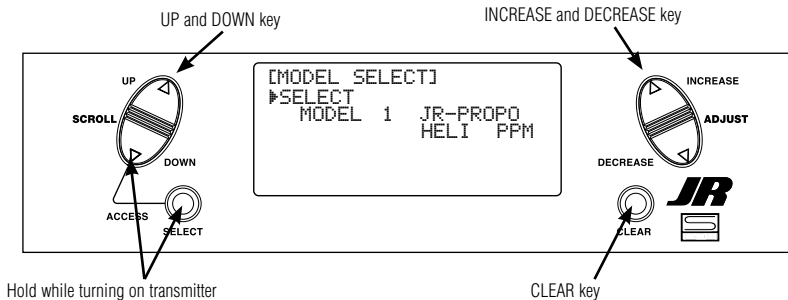 UP and DOWN key
INCREASE and DECREASE key
UP
SCROLL
DOWN
ACCESS
SELECT
[MODEL SELECT]
▶SELECT
MODEL 1 JR-PROPO
HELI PPM
INCREASE
ADJUST
DECREASE
JR
CLEAR
S
Hold while turning on transmitter
CLEAR key